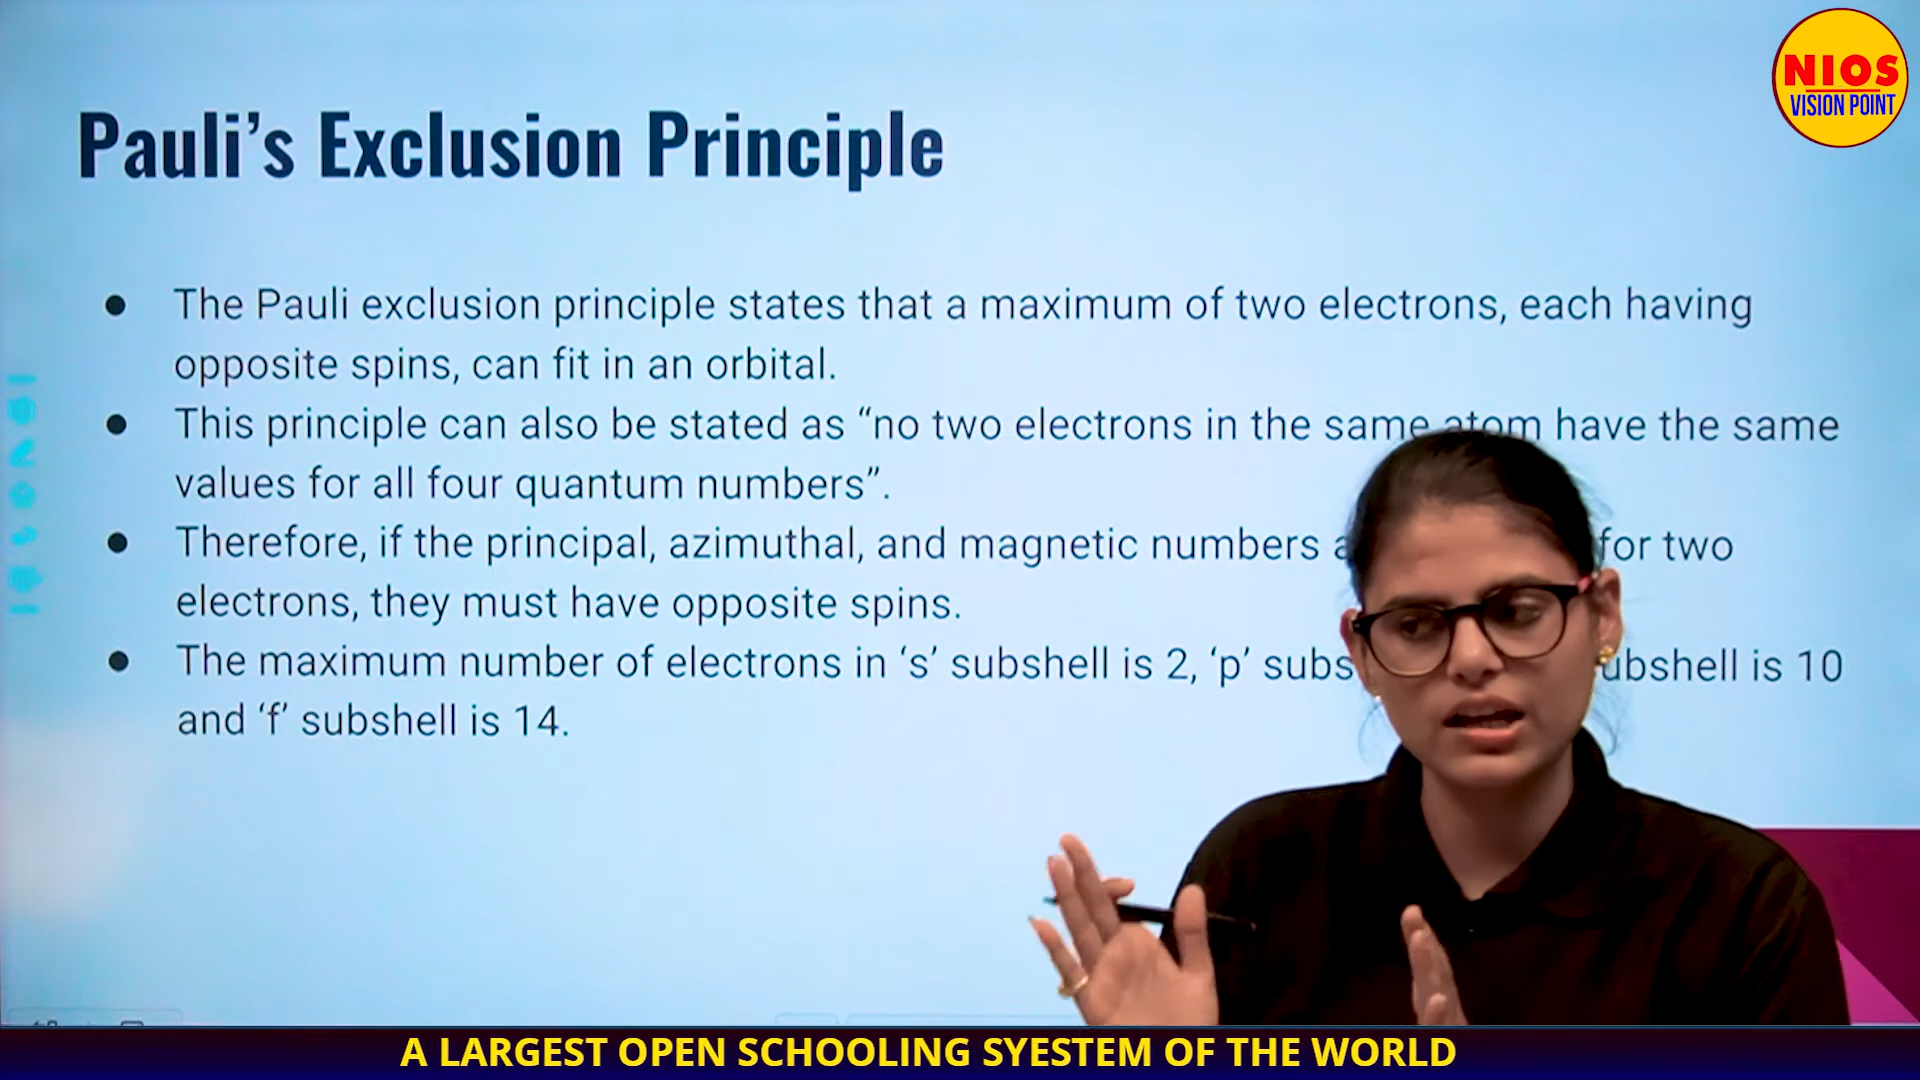 NIOS
VISION POINT
Pauli’s Exclusion Principle
● The Pauli exclusion principle states that a maximum of two electrons, each having
opposite spins, can fit in an orbital.
● This principle can also be stated as “no two electrons in the same atom have the same
values for all four quantum numbers”.
● Therefore, if the principal, azimuthal, and magnetic numbers for two
electrons, they must have opposite spins.
● The maximum number of electrons in ‘s’ subshell is 2, ‘p’ is 10
and ‘f’ subshell is 14.
A LARGEST OPEN SCHOOLING SYESTEM OF THE WORLD